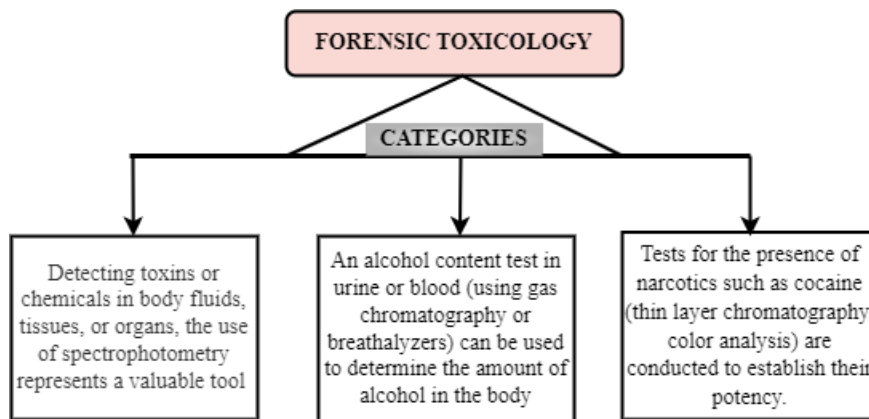 FORENSIC TOXICOLOGY
CATEGORIES
Detecting toxins or
chemicals in body fluids,
tissues, or organs, the use
of spectrophotometry
represents a valuable tool
An alcohol content test in
urine or blood (using gas
chromatography or
breathalyzers) can be used
to determine the amount of
alcohol in the body
Tests for the presence of
narcotics such as cocaine
(thin layer chromatography
color analysis) are
conducted to establish their
potency.